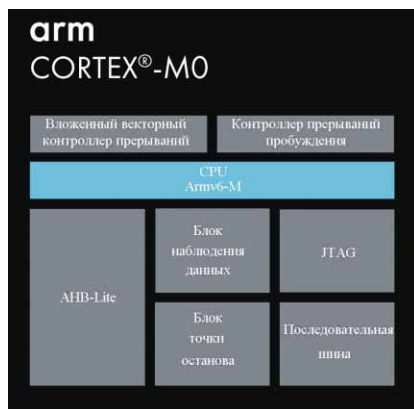 arm
CORTEX®-M0
Вложенный векторный
контроллер прерываний
Контроллер прерываний
пробуждения
CPU
Armv6-M
AHB-Lite
Блок
наблюдения
данных
JTAG
Блок
точки
останова
Последовательная
шина